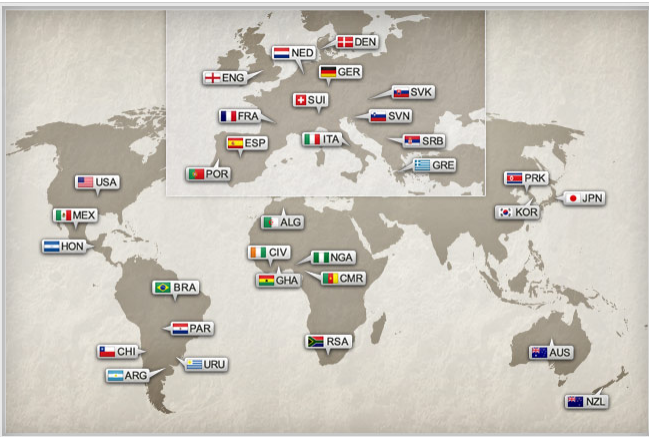 DEN
NED
GER
ENG
SUI
SVK
FRA
SVN
ESP
ITA
SRB
GRE
POR
USA
PRK
JPN
MEX
KOR
ALG
HON
CIV
NGA
GHA
CMR
BRA
PAR
RSA
CHI
AUS
URU
ARG
NZL